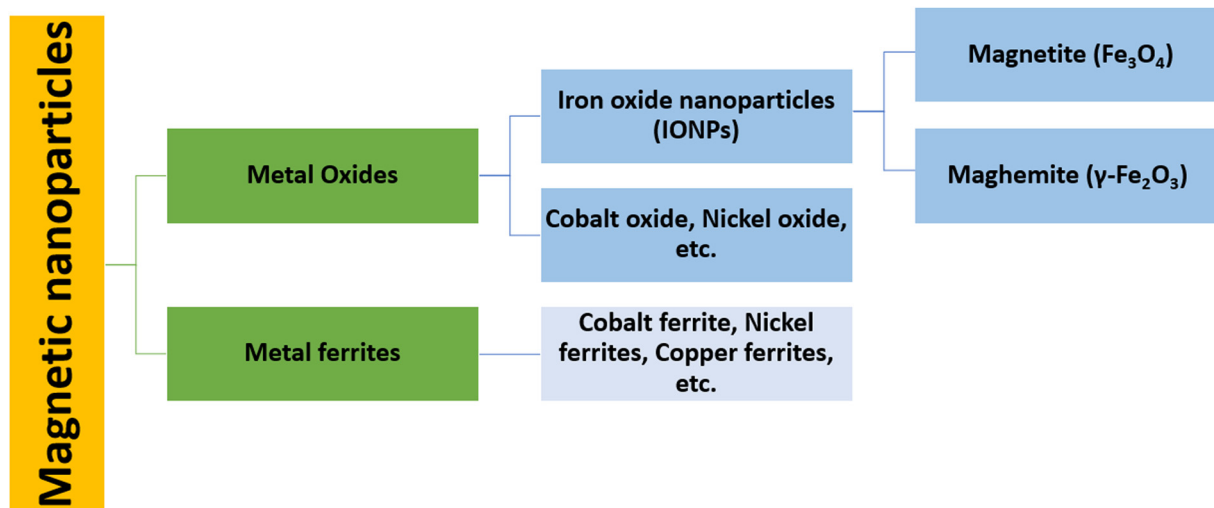 Magnetic nanoparticles
Metal Oxides
Iron oxide nanoparticles
(IONPs)
Magnetite (Fe₃O₄)
Maghemite (γ-Fe₂O₃)
Cobalt oxide, Nickel oxide,
etc.
Metal ferrites
Cobalt ferrite, Nickel
ferrites, Copper ferrites,
etc.